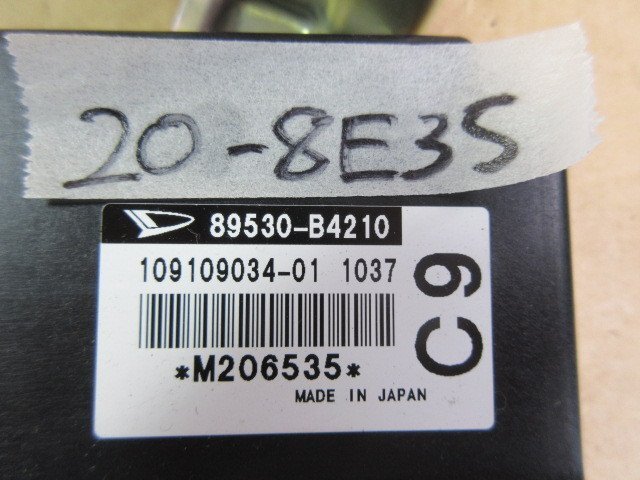 20-8E3S
89530-B4210
109109034-01 1037
*M206535*
MADE IN JAPAN
C9